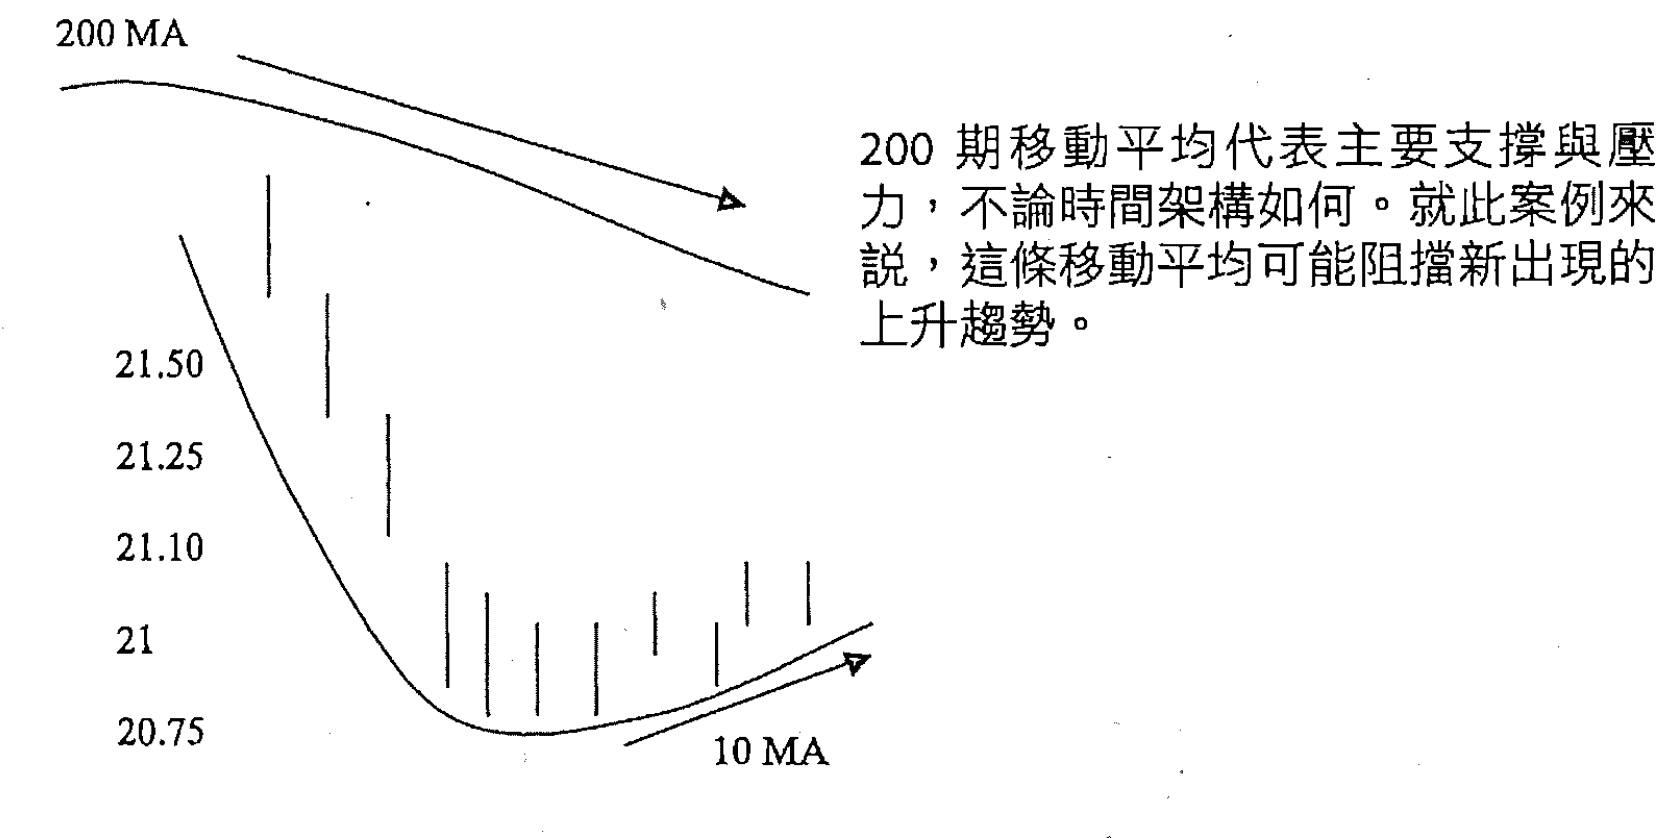 200 MA
200 期移動平均代表主要支撐與壓
力，不論時間架構如何。就此案例來
説，這條移動平均可能阻擋新出現的
上升趨勢。
21.50
21.25
21.10
21
20.75
10 MA